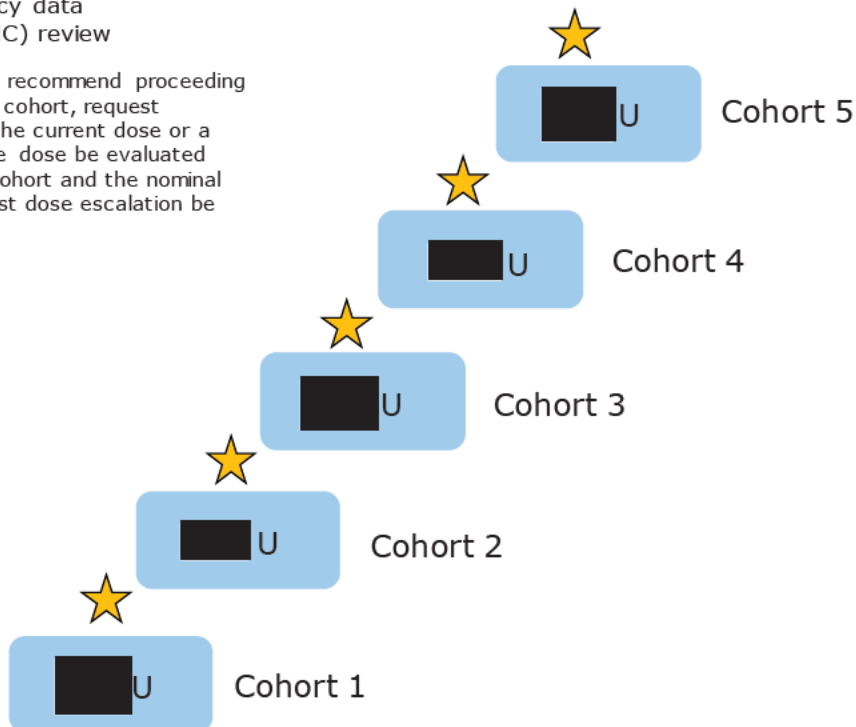 cy data
C) review
recommend proceeding
cohort, request
he current dose or a
e dose be evaluated
ohort and the nominal
st dose escalation be
U
Cohort 5
U
Cohort 4
U
Cohort 3
U
Cohort 2
U
Cohort 1